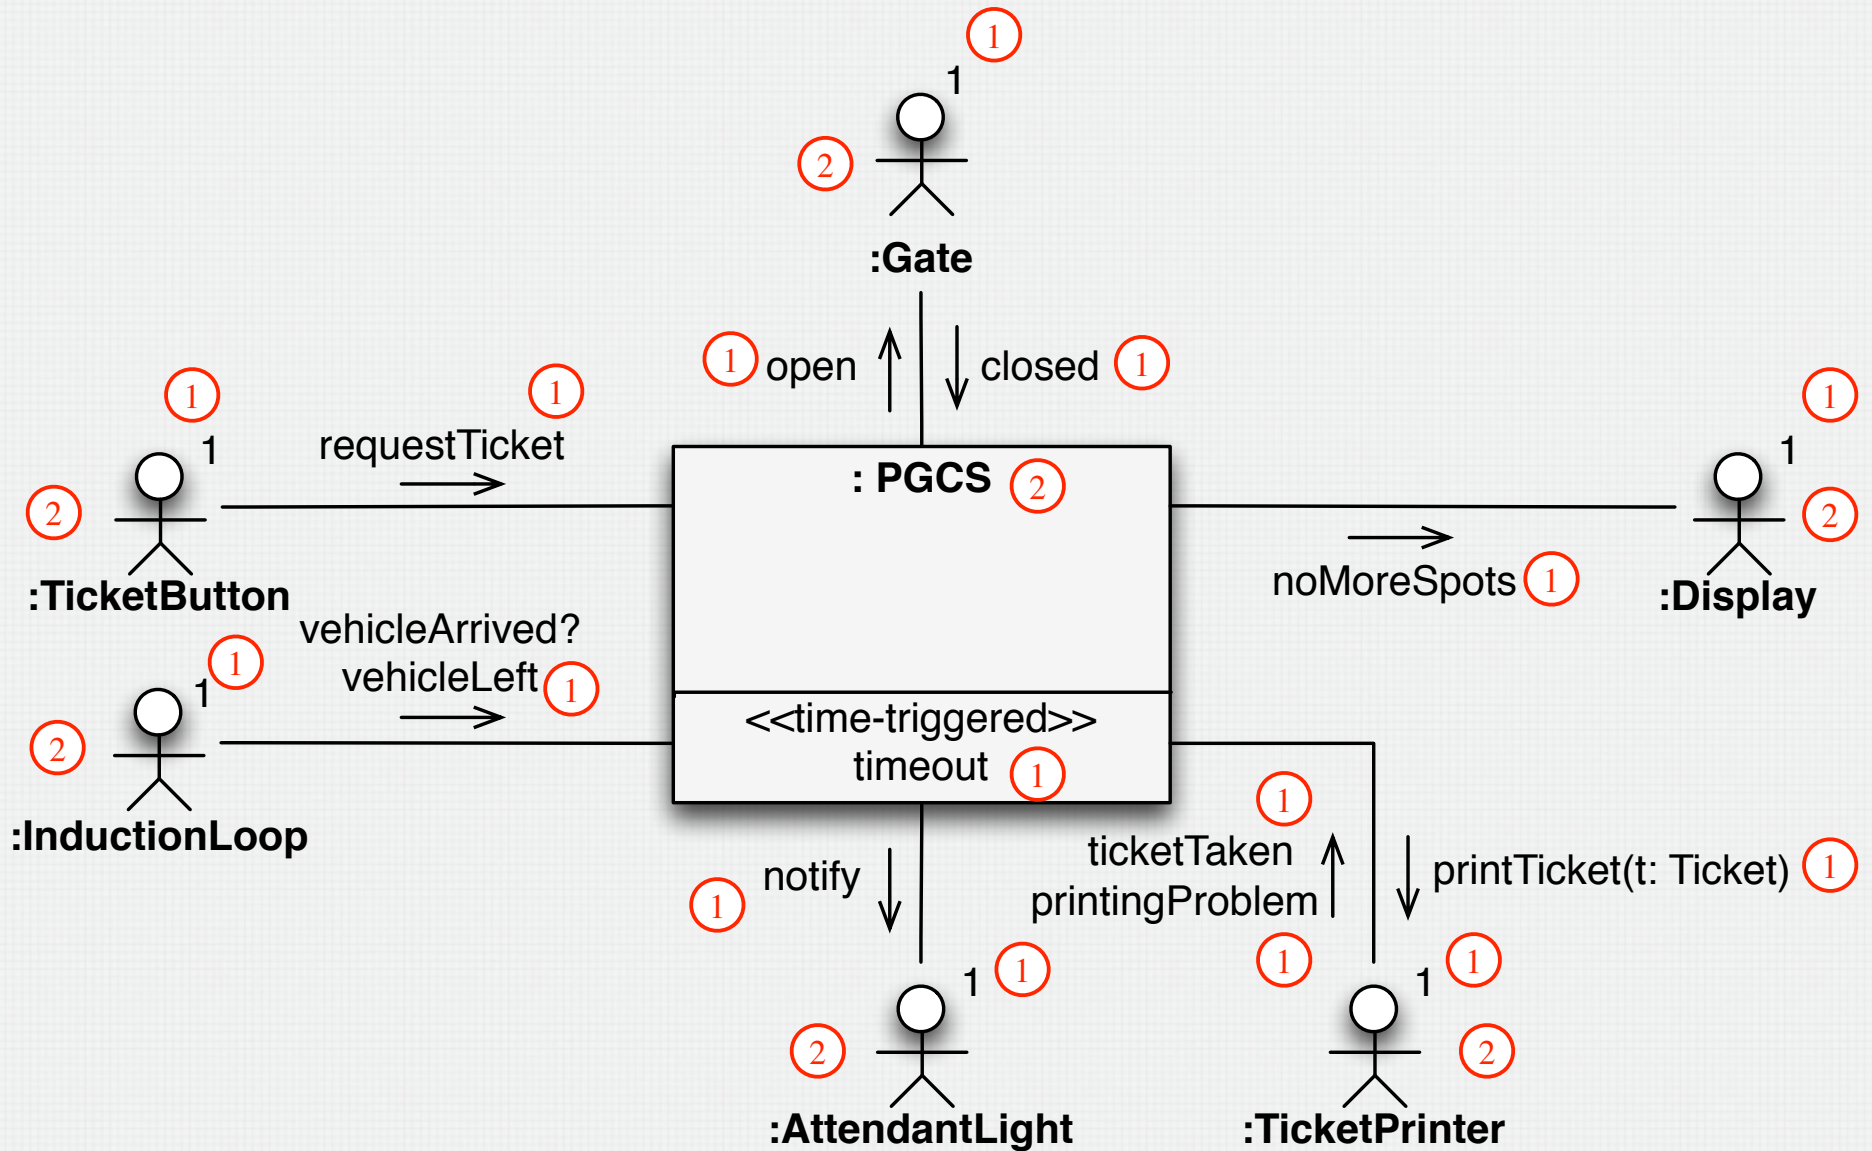 1
1
2
:Gate
1 open
closed 1
1
1
requestTicket
1
2
:TicketButton
: PGCS 2
1
1
2
noMoreSpots 1
:Display
vehicleArrived?
vehicleLeft 1
1
1
2
:InductionLoop
<<time-triggered>>
timeout 1
notify
1
1
ticketTaken
printingProblem
1
printTicket(t: Ticket) 1
1
1
2
:AttendantLight
1
1
2
:TicketPrinter